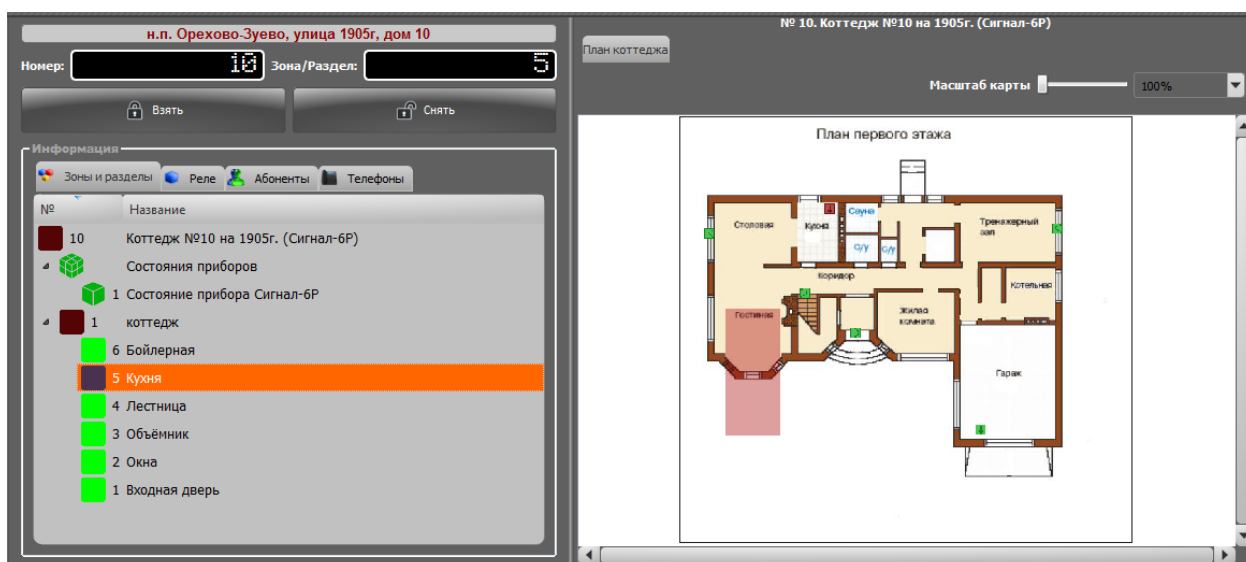 н.п. Орехово-Зуево, улица 1905г, дом 10
Номер: 10 Зона/Раздел: 5
Взять Снять
Информация
Зоны и разделы Реле Абоненты Телефоны
№ Название
10 Коттедж №10 на 1905г. (Сигнал-6Р)
Состояния приборов
1 Состояние прибора Сигнал-6Р
1 коттедж
6 Бойлерная
5 Кухня
4 Лестница
3 Объёмник
2 Окна
1 Входная дверь
№ 10. Коттедж №10 на 1905г. (Сигнал-6Р)
План коттеджа
Масштаб карты 100%
План первого этажа
Столовая Кухня Сауна Тренажерный
зал
С/У С/У
Коридор Котельная
Гостиная Жилая
комната
Гараж